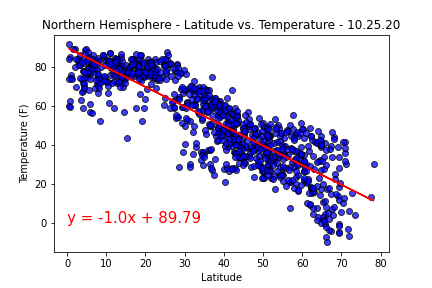 Northern Hemisphere - Latitude vs. Temperature - 10.25.20
Temperature (F)
80
60
40
20
0
y = -1.0x + 89.79
0 10 20 30 40 50 60 70 80
Latitude